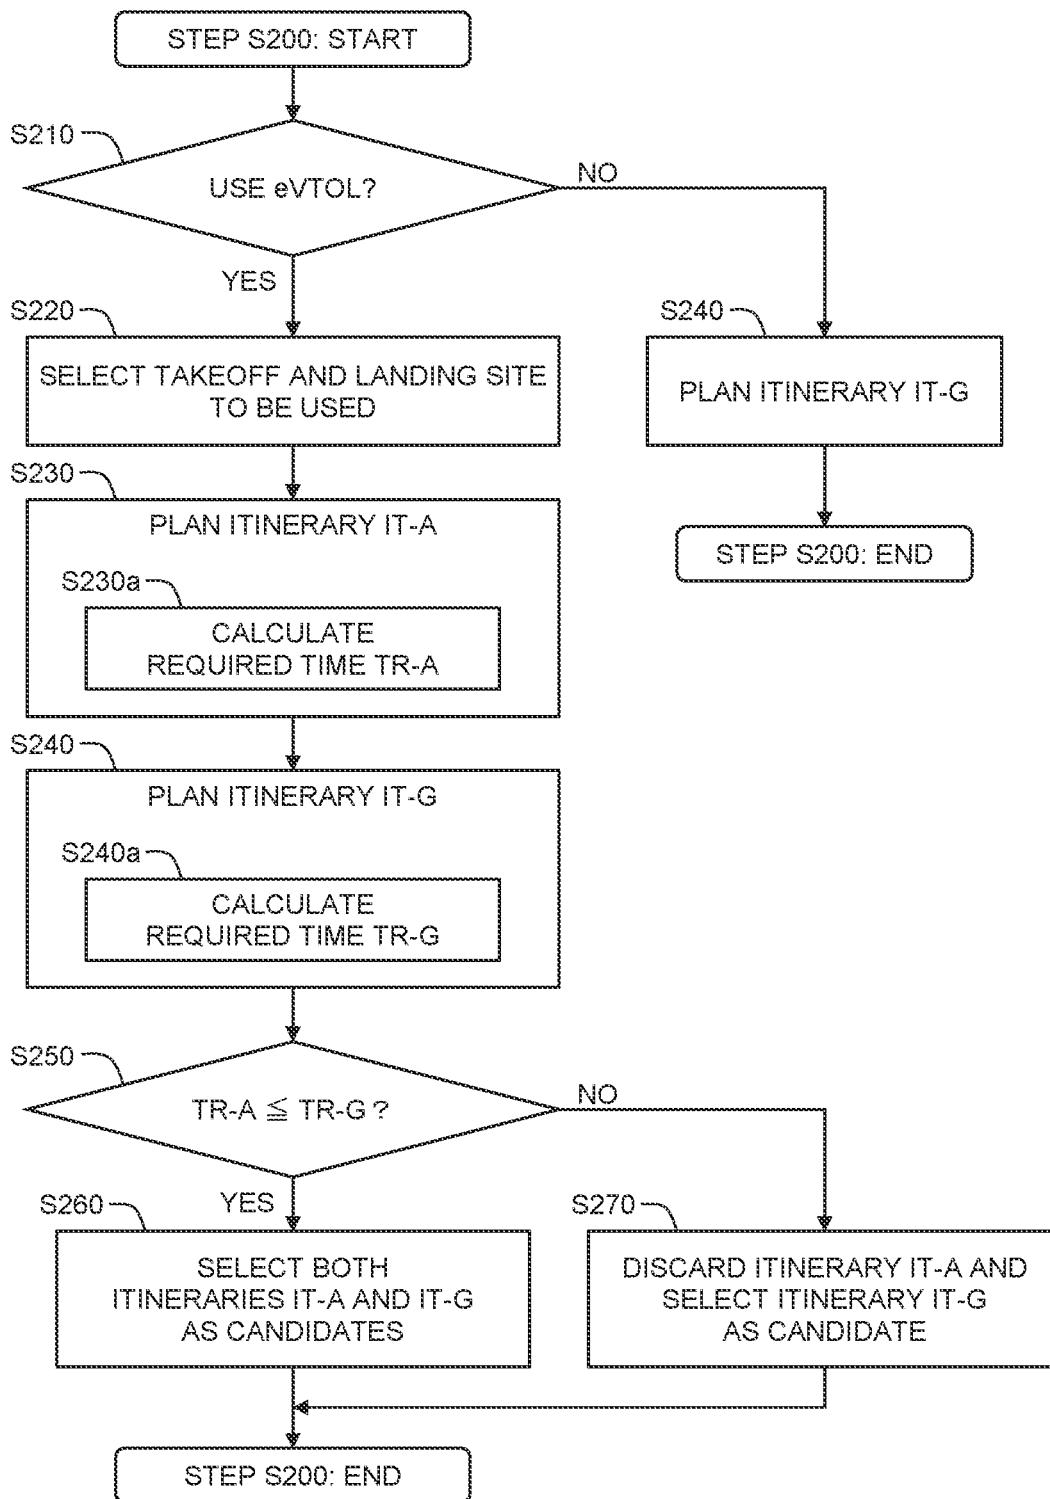 STEP S200: START
S210
USE eVTOL?
NO
YES
S220
SELECT TAKEOFF AND LANDING SITE
TO BE USED
S240
PLAN ITINERARY IT-G
STEP S200: END
S230
PLAN ITINERARY IT-A
S230a
CALCULATE
REQUIRED TIME TR-A
S240
PLAN ITINERARY IT-G
S240a
CALCULATE
REQUIRED TIME TR-G
S250
TR-A ≦ TR-G ?
NO
YES
S260
SELECT BOTH
ITINERARIES IT-A AND IT-G
AS CANDIDATES
S270
DISCARD ITINERARY IT-A AND
SELECT ITINERARY IT-G
AS CANDIDATE
STEP S200: END